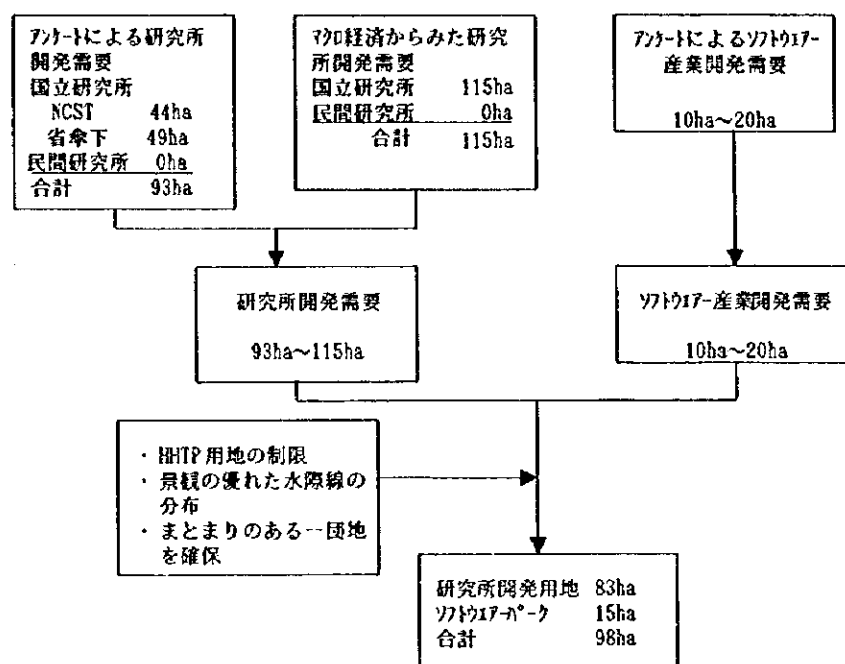 ｱﾝｹｰﾄによる研究所
開発需要
国立研究所
NCST 44ha
省傘下 49ha
民間研究所 0ha
合計 93ha
ﾏｸﾛ経済からみた研究
所開発需要
国立研究所 115ha
民間研究所 0ha
合計 115ha
ｱﾝｹｰﾄによるｿﾌﾄｳｴｱｰ
産業開発需要
10ha～20ha
研究所開発需要
93ha～115ha
ｿﾌﾄｳｴｱｰ産業開発需要
10ha～20ha
・ HHTP用地の制限
・ 景観の優れた水際線の
分布
・ まとまりのある一団地
を確保
研究所開発用地 83ha
ｿﾌﾄｳｴｱｰﾊﾟｰｸ 15ha
合計 98ha